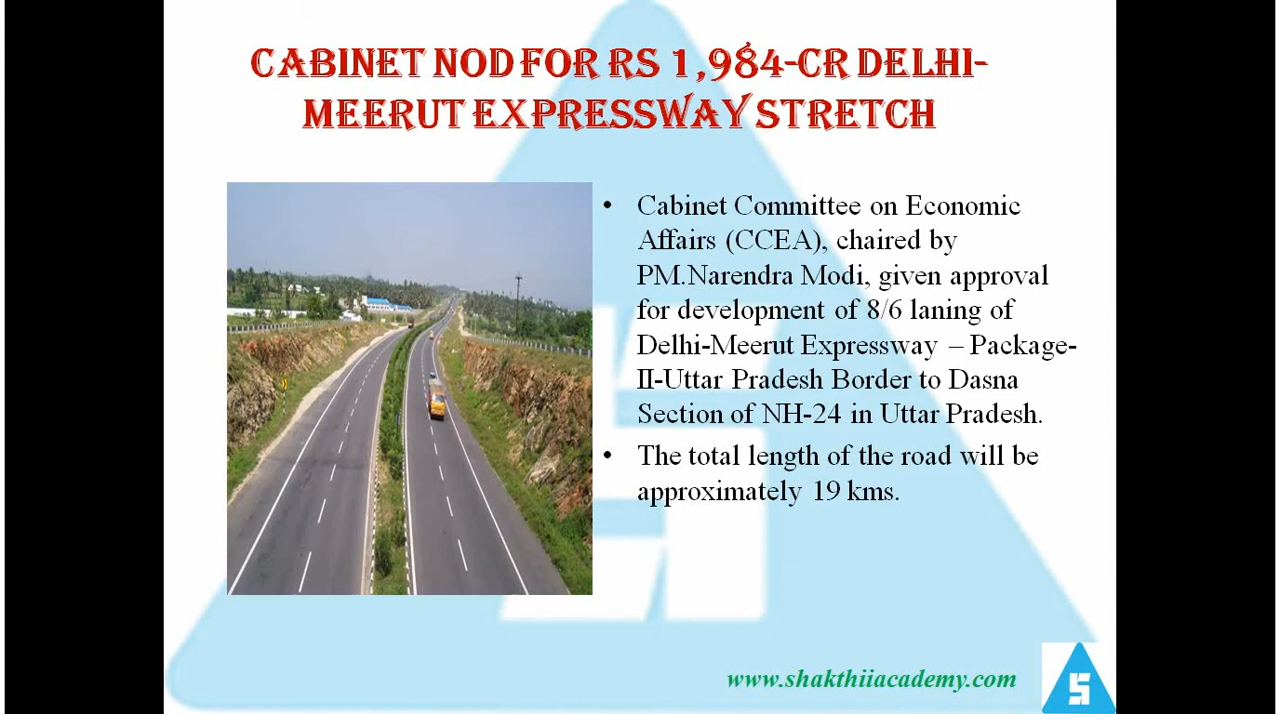 CABINET NOD FOR RS 1,984-CR DELHI-
MEERUT EXPRESSWAY STRETCH
• Cabinet Committee on Economic
Affairs (CCEA), chaired by
PM.Narendra Modi, given approval
for development of 8/6 laning of
Delhi-Meerut Expressway – Package-
II-Uttar Pradesh Border to Dasna
Section of NH-24 in Uttar Pradesh.
• The total length of the road will be
approximately 19 kms.
www.shakthiiacademy.com